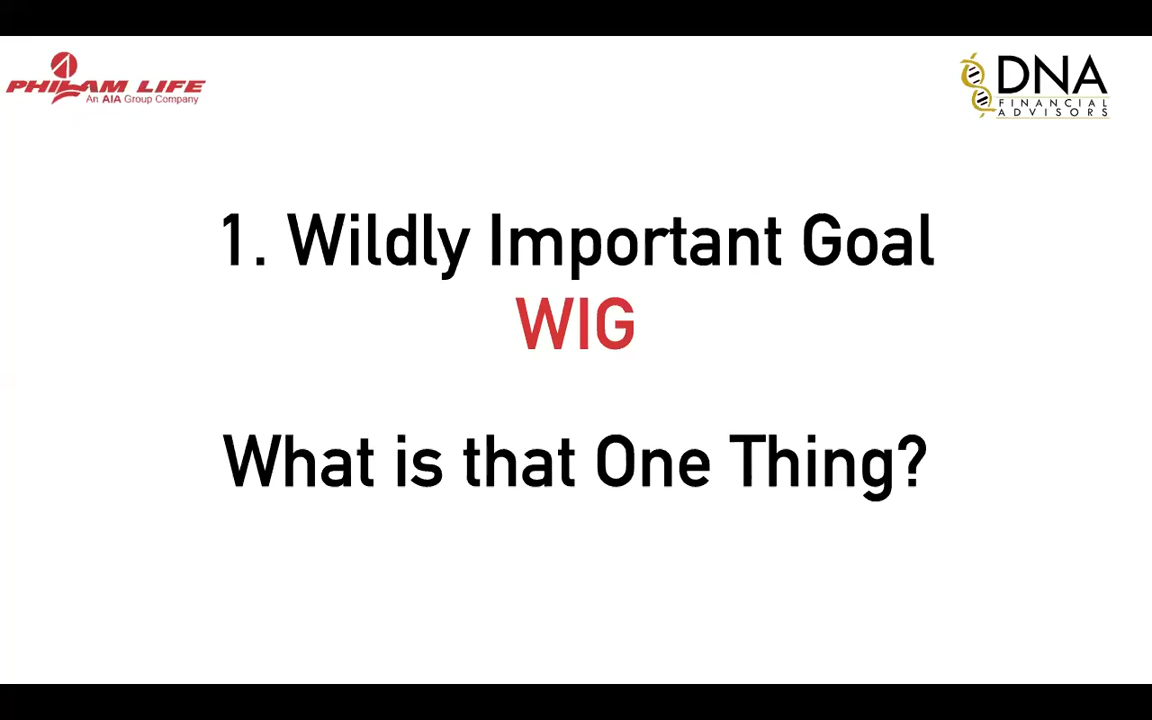 PHILAM LIFE
An AIA Group Company
DNA
FINANCIAL
ADVISORS
1. Wildly Important Goal
WIG
What is that One Thing?